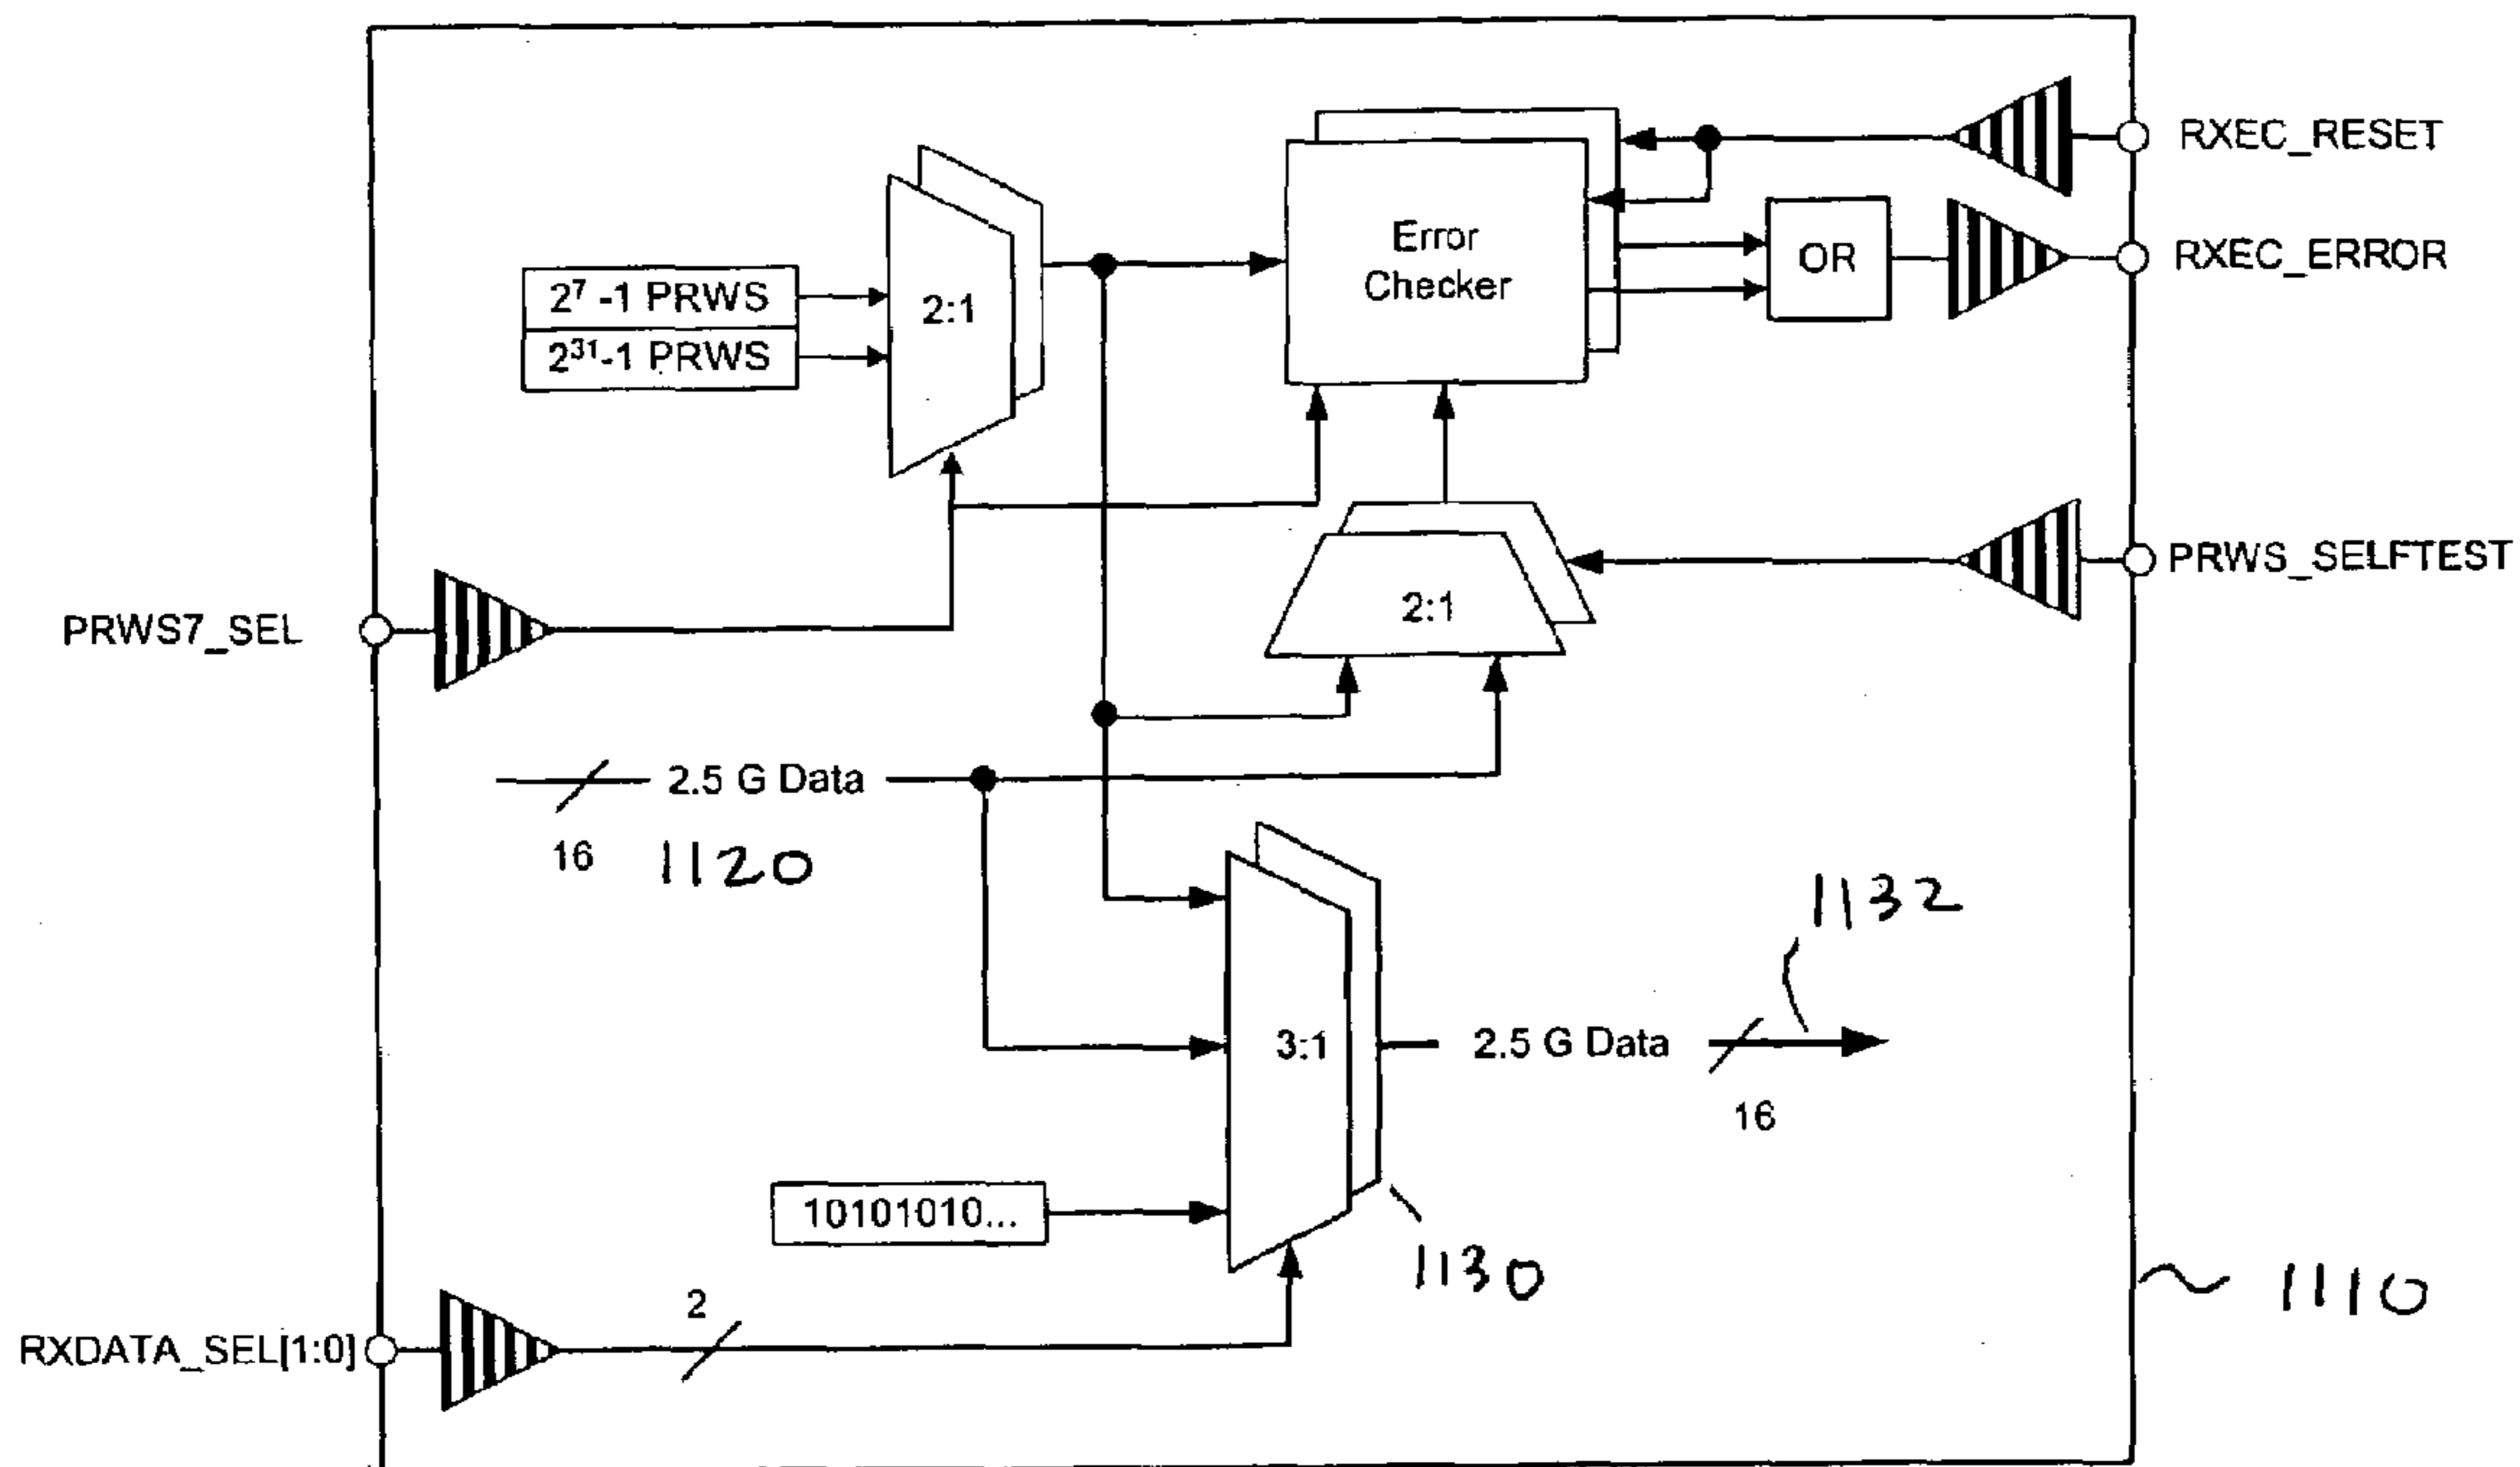 RXEC_RESET
Error
Checker
OR
RXEC_ERROR
2⁷ -1 PRWS
2³¹-1 PRWS
2:1
PRWS_SELFTEST
2:1
PRWS7_SEL
2.5 G Data
16
1120
1132
3:1
2.5 G Data
16
10101010...
1130
1110
2
RXDATA_SEL[1:0]